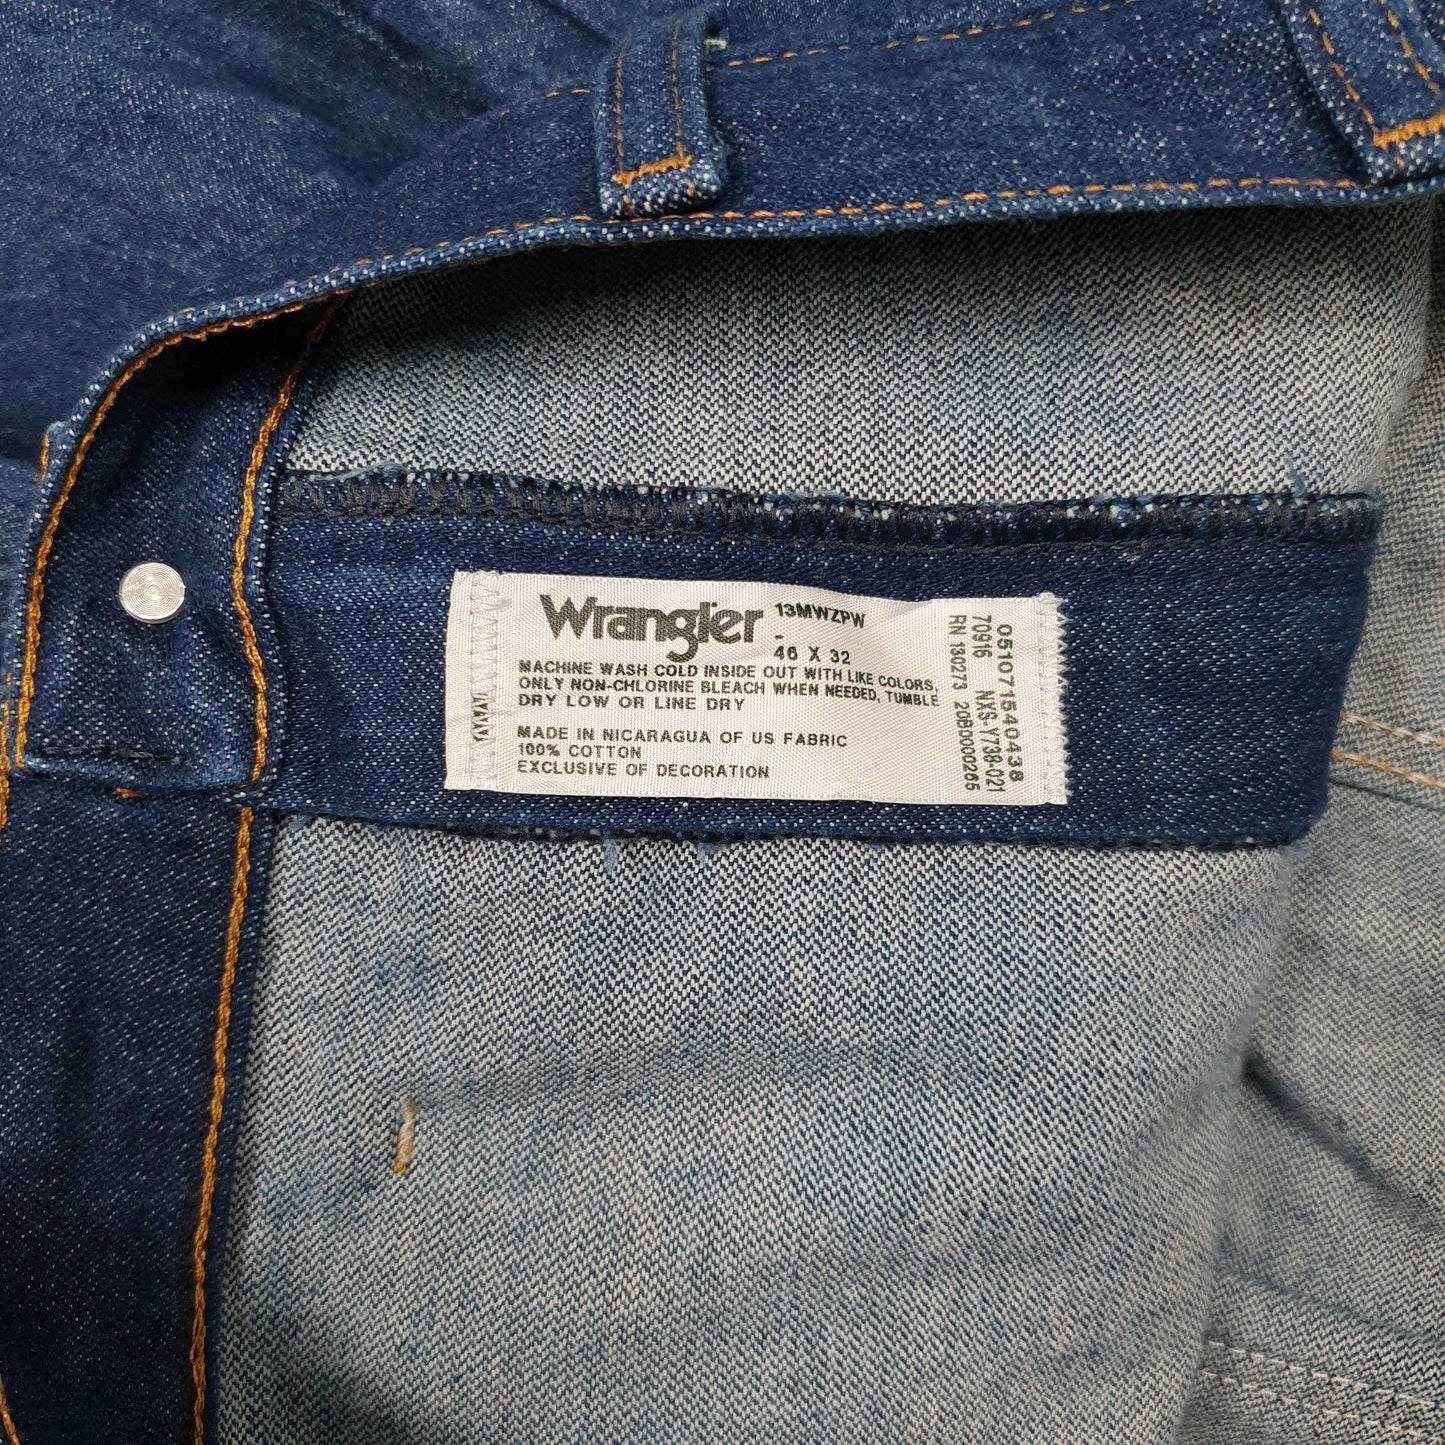 Wrangler 13MWZPW
-
46 X 32
MACHINE WASH COLD INSIDE OUT WITH LIKE COLORS,
ONLY NON-CHLORINE BLEACH WHEN NEEDED, TUMBLE
DRY LOW OR LINE DRY
MADE IN NICARAGUA OF US FABRIC
100% COTTON
EXCLUSIVE OF DECORATION
051071540438
70916 NXS-Y738-021
RN 130273 20B0000265